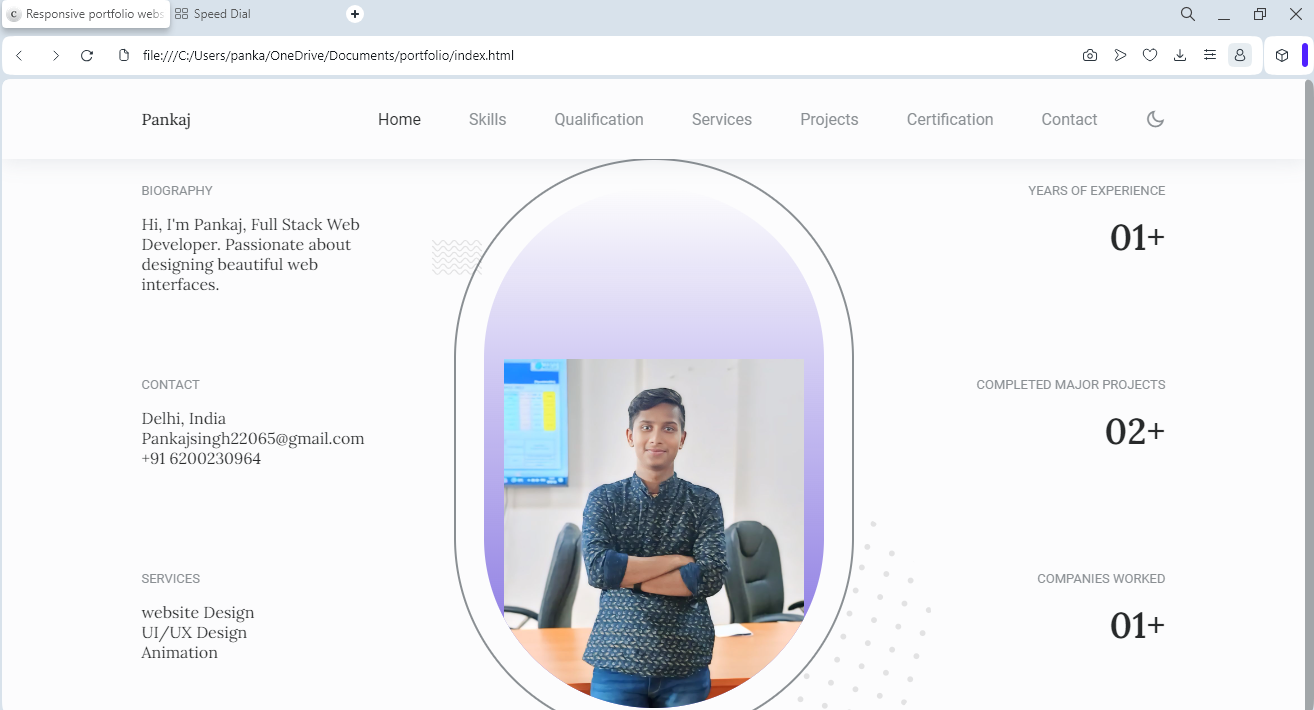 C Responsive portfolio webs
Speed Dial
file:///C:/Users/panka/OneDrive/Documents/portfolio/index.html
Pankaj
Home
Skills
Qualification
Services
Projects
Certification
Contact
BIOGRAPHY
Hi, I'm Pankaj, Full Stack Web
Developer. Passionate about
designing beautiful web
interfaces.
CONTACT
Delhi, India
Pankajsingh22065@gmail.com
+91 6200230964
SERVICES
website Design
UI/UX Design
Animation
YEARS OF EXPERIENCE
01+
COMPLETED MAJOR PROJECTS
02+
COMPANIES WORKED
01+